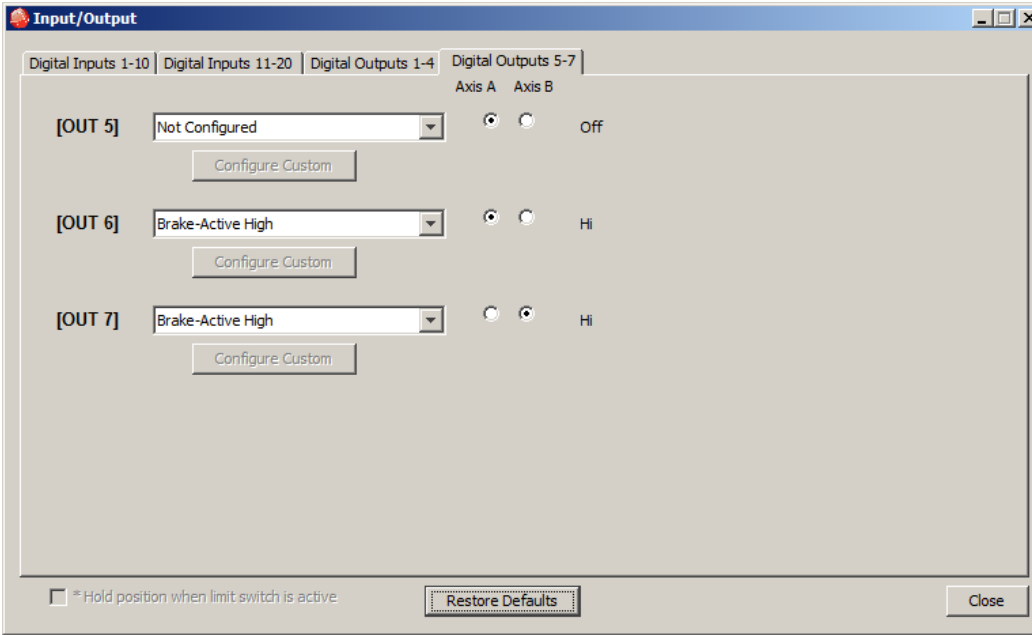 Input/Output
Digital Inputs 1-10 Digital Inputs 11-20 Digital Outputs 1-4 Digital Outputs 5-7
Axis A Axis B
[OUT 5] Not Configured Off
Configure Custom
[OUT 6] Brake-Active High Hi
Configure Custom
[OUT 7] Brake-Active High Hi
Configure Custom
* Hold position when limit switch is active Restore Defaults Close